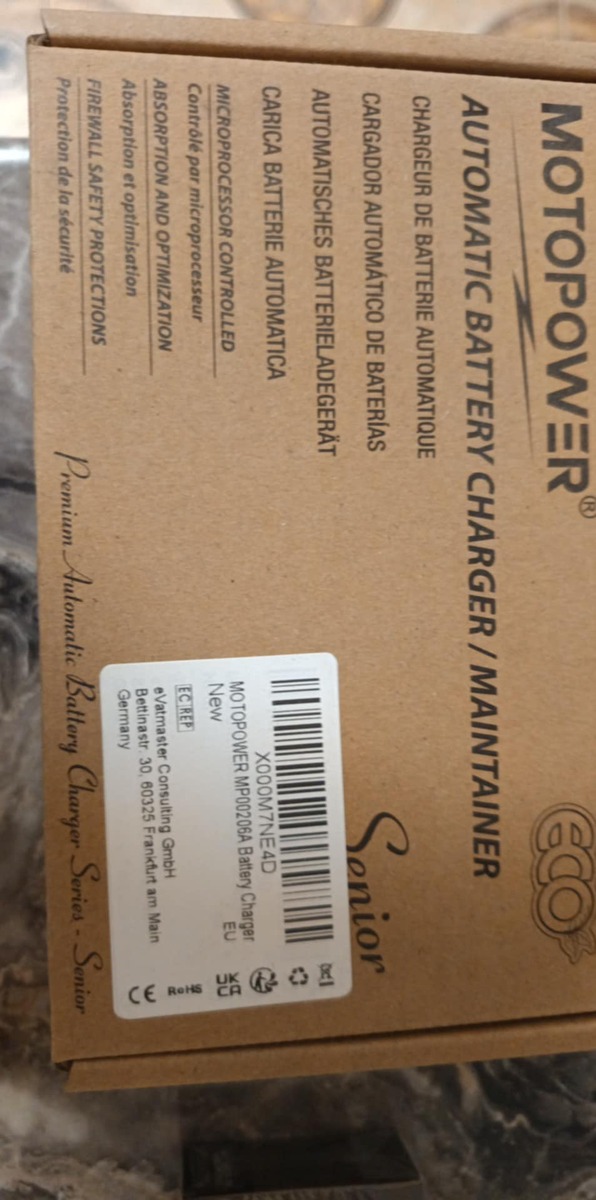 MOTOPOWER®
eco
AUTOMATIC BATTERY CHARGER / MAINTAINER
CHARGEUR DE BATTERIE AUTOMATIQUE
CARGADOR AUTOMÁTICO DE BATERÍAS
AUTOMATISCHES BATTERIELADEGERÄT
CARICA BATTERIE AUTOMATICA
Senior
MICROPROCESSOR CONTROLLED
Contrôlé par microprocesseur
ABSORPTION AND OPTIMIZATION
Absorption et optimisation
FIREWALL SAFETY PROTECTIONS
Protection de la sécurité
X000M7NE4D
MOTOPOWER MP00206A Battery Charger
New
EU
EC REP
eVatmaster Consulting GmbH
Bettinastr. 30, 60325 Frankfurt am Main
Germany
UKCA
RoHS
CE
Premium Automatic Battery Charger Series - Senior